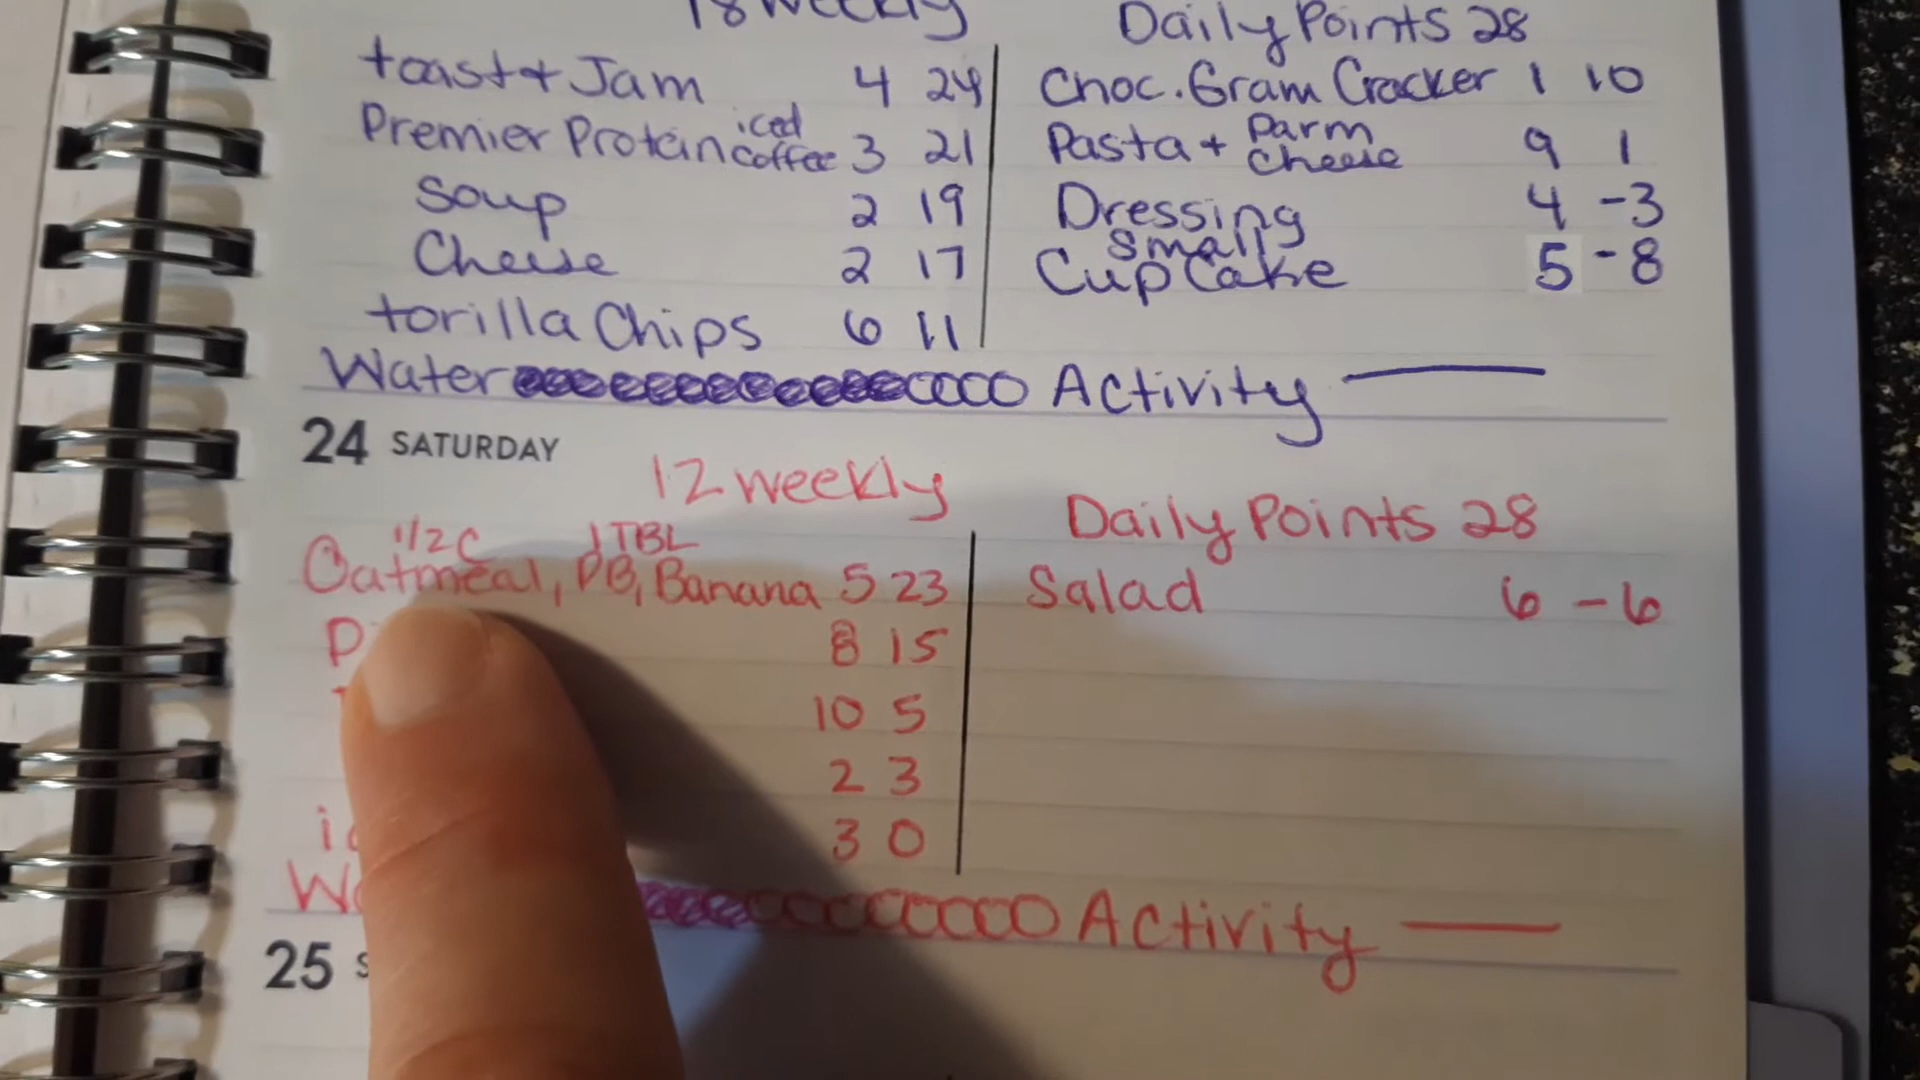 18 weekly
Daily Points 28
toast + Jam 4 24
Premier Protein iced coffee 3 21
Soup 2 19
Cheese 2 17
torilla Chips 6 11
Choc. Gram Cracker 1 10
Pasta + Parm Cheese 9 1
Dressing 4 -3
Small Cup Cake 5 -8
Water Activity
24 SATURDAY
12 weekly
Daily Points 28
1/2 C 1 TBL
Oatmeal, PB, Banana 5 23
8 15
10 5
2 3
3 0
Salad 6 -6
Activity
25